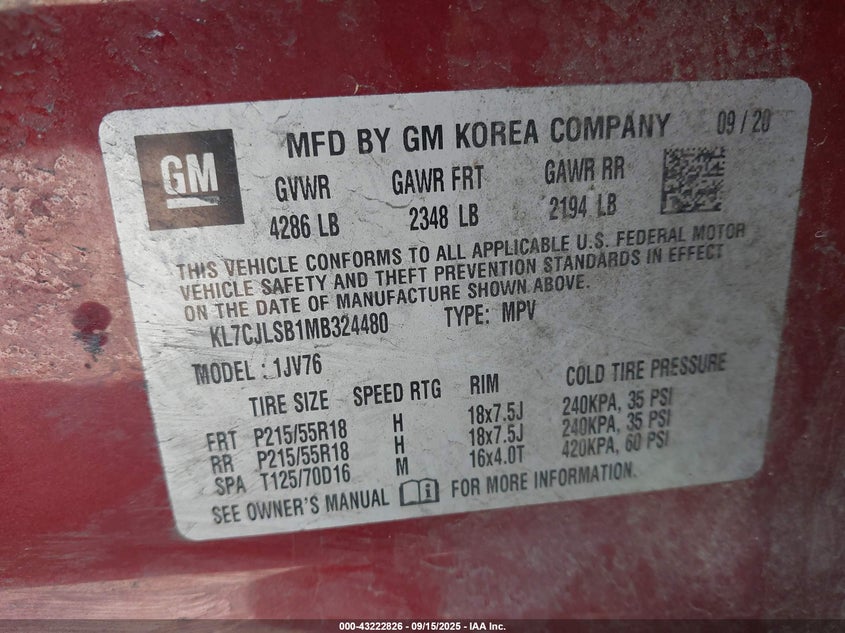 GM
MFD BY GM KOREA COMPANY 09 / 20
GVWR GAWR FRT GAWR RR
4286 LB 2348 LB 2194 LB
THIS VEHICLE CONFORMS TO ALL APPLICABLE U.S. FEDERAL MOTOR
VEHICLE SAFETY AND THEFT PREVENTION STANDARDS IN EFFECT
ON THE DATE OF MANUFACTURE SHOWN ABOVE.
KL7CJLSB1MB324480 TYPE: MPV
MODEL : 1JV76
TIRE SIZE SPEED RTG RIM COLD TIRE PRESSURE
FRT P215/55R18 H 18x7.5J 240KPA, 35 PSI
RR P215/55R18 H 18x7.5J 240KPA, 35 PSI
SPA T125/70D16 M 16x4.0T 420KPA, 60 PSI
SEE OWNER'S MANUAL FOR MORE INFORMATION.
000-43222826 - 09/15/2025 - IAA Inc.